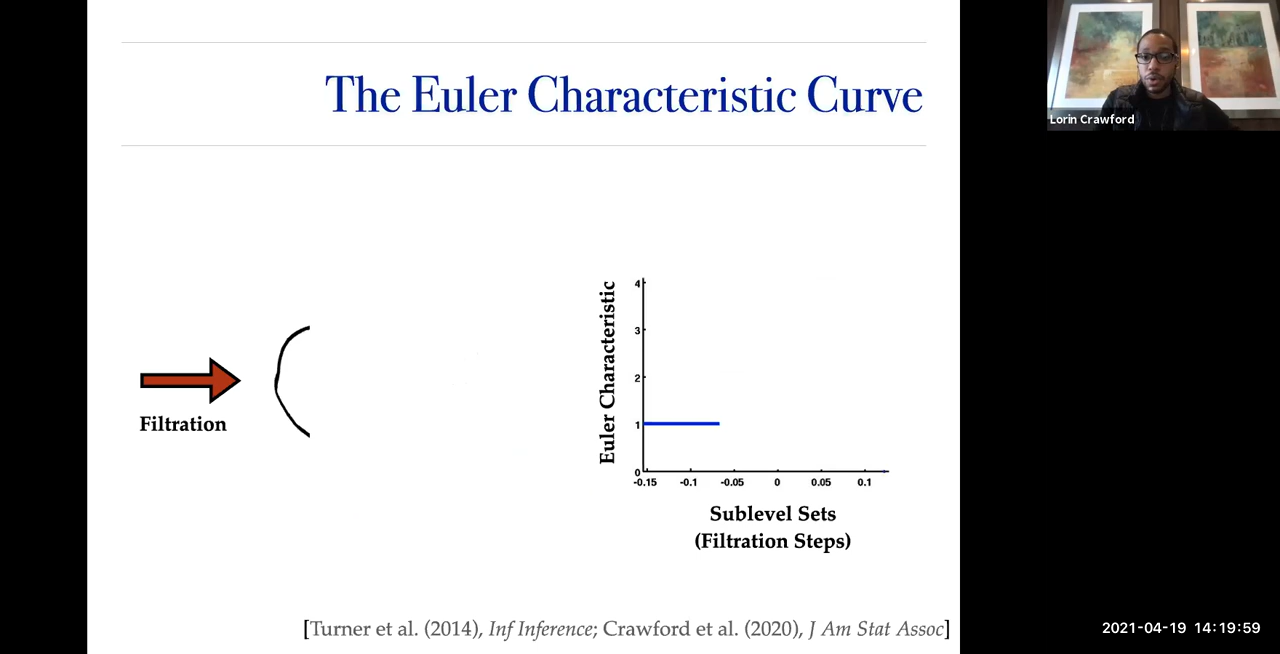 The Euler Characteristic Curve
Lorin Crawford
Filtration
Euler Characteristic
4
3
2
1
0
-0.15 -0.1 -0.05 0 0.05 0.1
Sublevel Sets
(Filtration Steps)
[Turner et al. (2014), Inf Inference; Crawford et al. (2020), J Am Stat Assoc]
2021-04-19 14:19:59